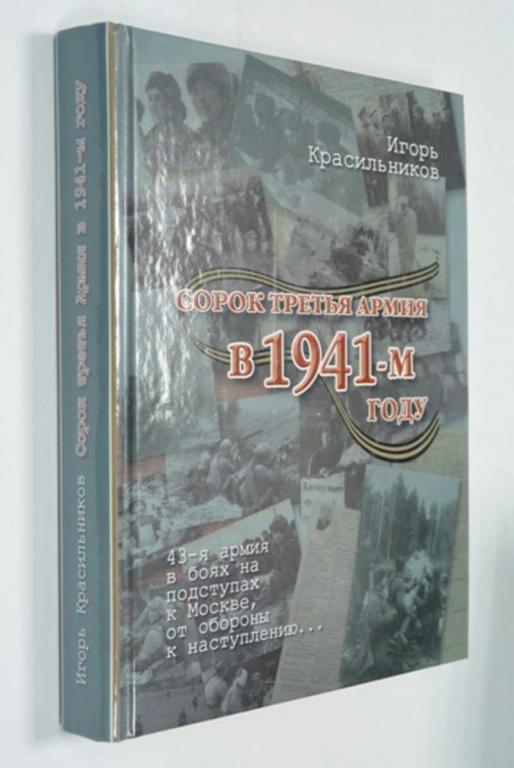 Игорь Красильников Сорок третья Армия в 1941-м году
Игорь
Красильников
СОРОК ТРЕТЬЯ АРМИЯ
В 1941-М
ГОДУ
43-я армия
в боях на
подступах
к Москве,
от обороны
к наступлению...